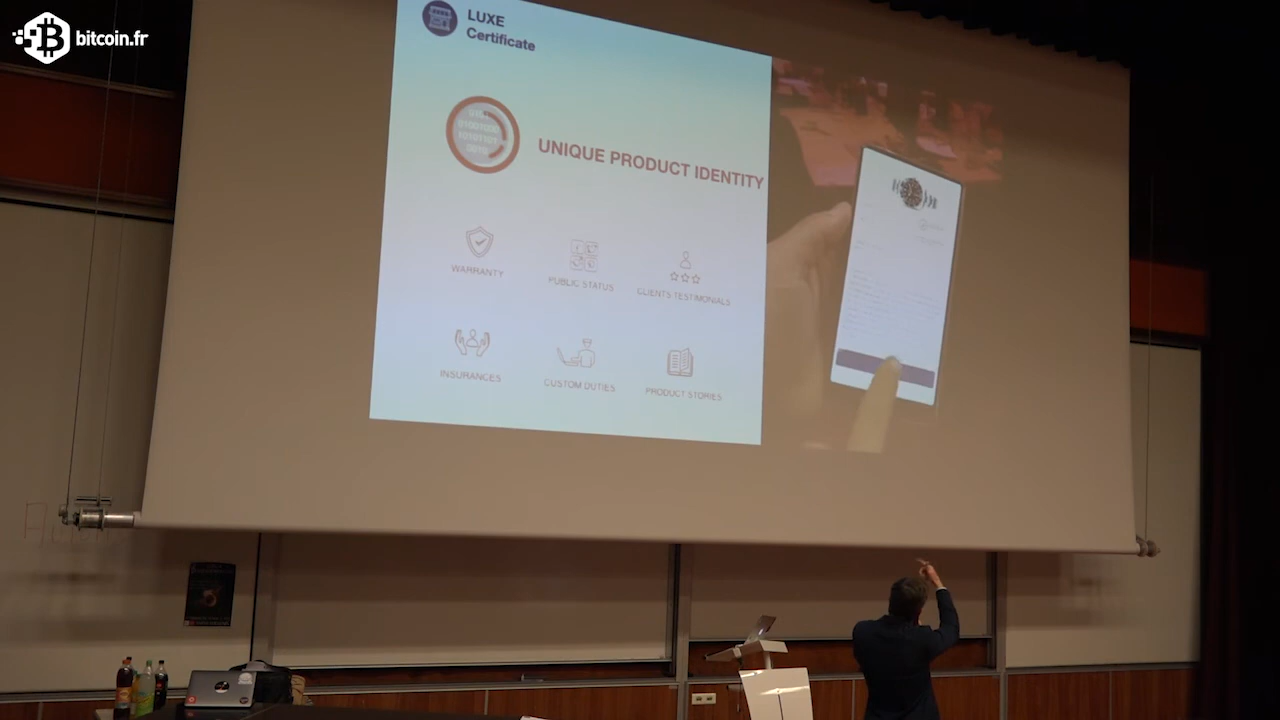 bitcoin.fr
LUXE
Certificate
UNIQUE PRODUCT IDENTITY
WARRANTY
PUBLIC STATUS
CLIENTS TESTIMONIALS
INSURANCES
CUSTOM DUTIES
PRODUCT STORIES